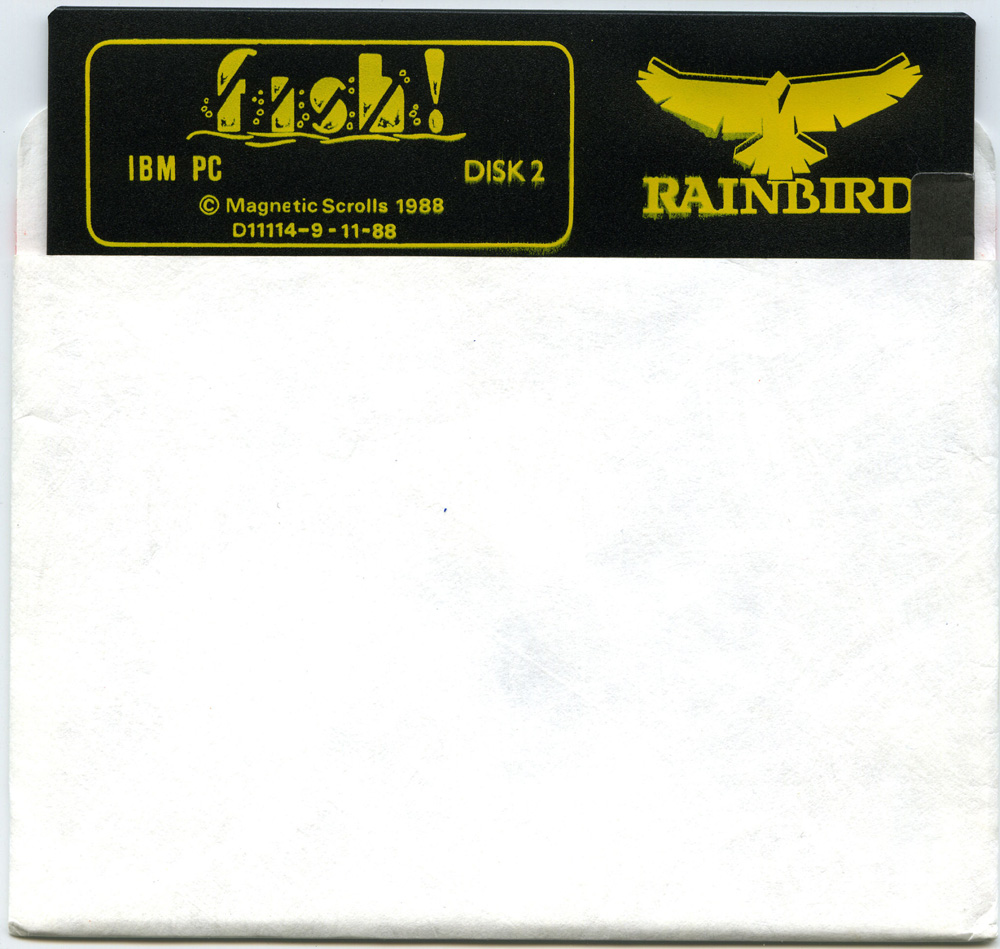 fish!
IBM PC DISK 2
© Magnetic Scrolls 1988
D11114-9-11-88
RAINBIRD